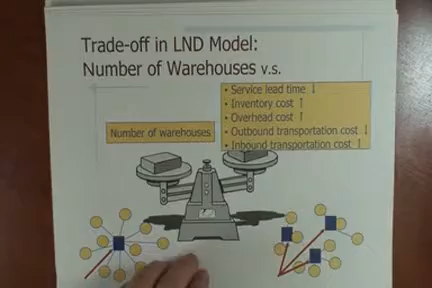 Trade-off in LND Model:
Number of Warehouses v.s.
• Service lead time ↓
• Inventory cost ↑
• Overhead cost ↑
• Outbound transportation cost ↓
• Inbound transportation cost ↑
Number of warehouses